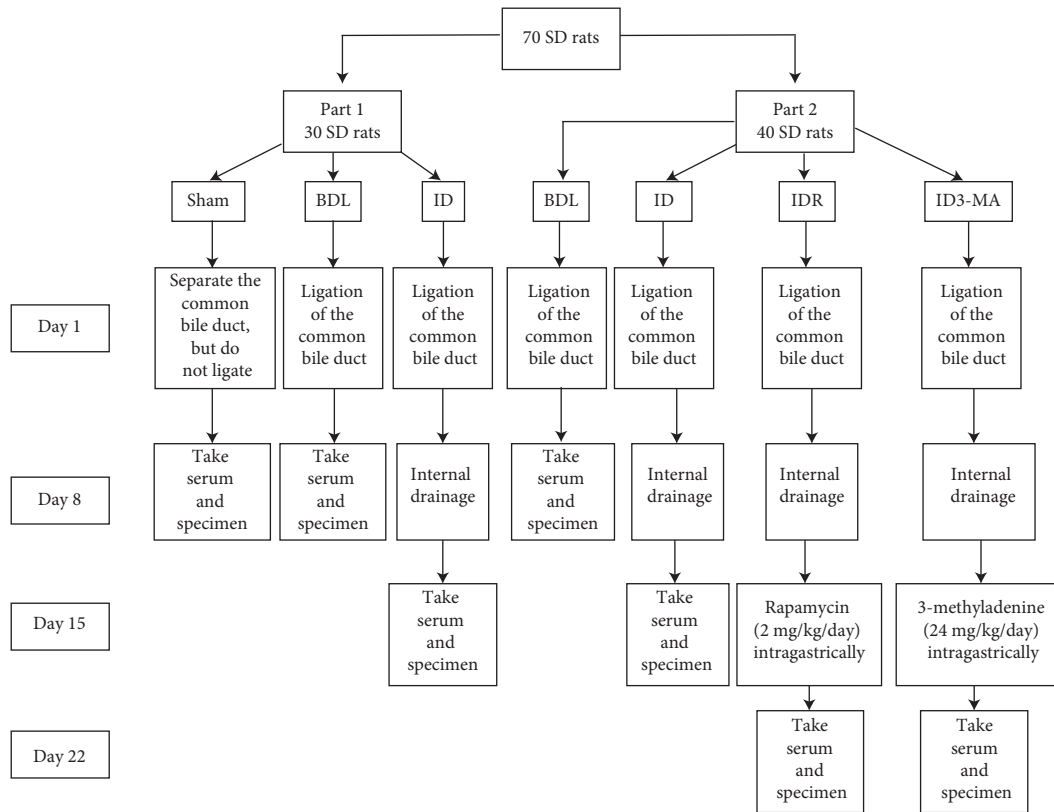 70 SD rats
Part 1
30 SD rats
Part 2
40 SD rats
Sham
BDL
ID
BDL
ID
IDR
ID3-MA
Day 1
Separate the
common
bile duct,
but do
not ligate
Ligation
of the
common
bile duct
Ligation
of the
common
bile duct
Ligation
of the
common
bile duct
Ligation
of the
common
bile duct
Ligation
of the
common
bile duct
Ligation
of the
common
bile duct
Day 8
Take
serum
and
specimen
Take
serum
and
specimen
Internal
drainage
Take
serum
and
specimen
Internal
drainage
Internal
drainage
Internal
drainage
Day 15
Take
serum
and
specimen
Take
serum
and
specimen
Rapamycin
(2 mg/kg/day)
intragastrically
3-methyladenine
(24 mg/kg/day)
intragastrically
Day 22
Take
serum
and
specimen
Take
serum
and
specimen